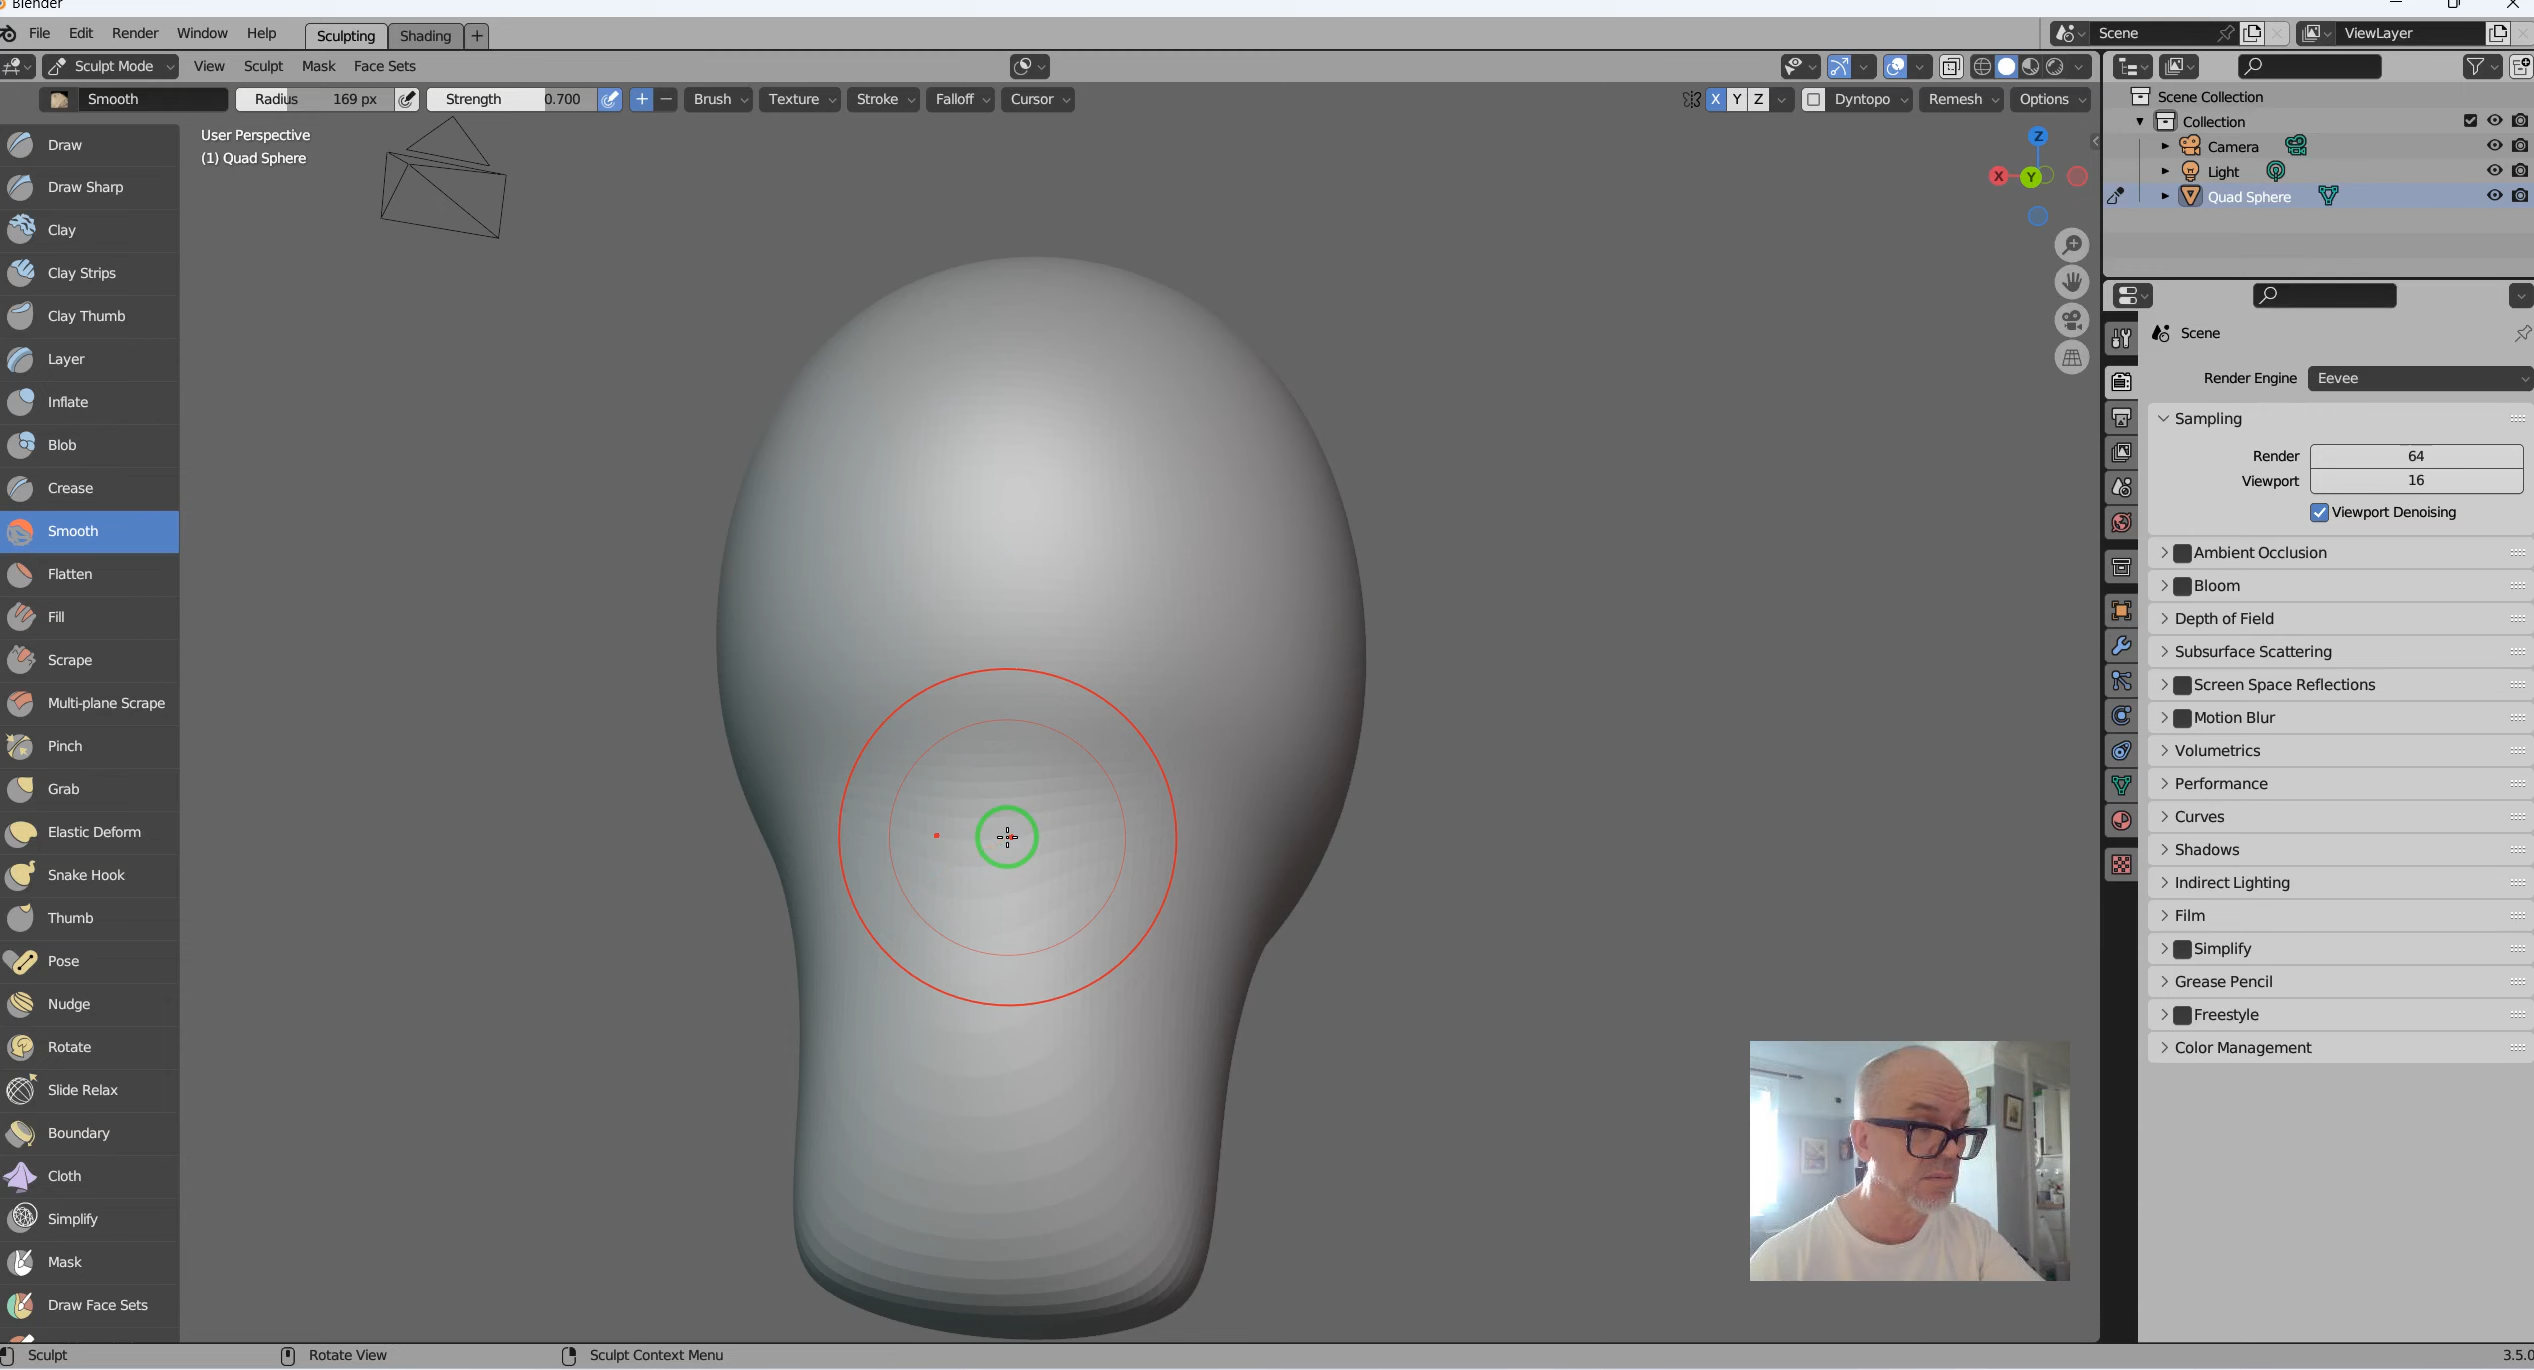 Blender
File Edit Render Window Help Sculpting Shading + Scene ViewLayer
Sculpt Mode View Sculpt Mask Face Sets
Smooth Radius 169 px Strength 0.700 + − Brush Texture Stroke Falloff Cursor X Y Z Dyntopo Remesh Options
User Perspective
(1) Quad Sphere
Z
X
Y
Draw
Draw Sharp
Clay
Clay Strips
Clay Thumb
Layer
Inflate
Blob
Crease
Smooth
Flatten
Fill
Scrape
Multi-plane Scrape
Pinch
Grab
Elastic Deform
Snake Hook
Thumb
Pose
Nudge
Rotate
Slide Relax
Boundary
Cloth
Simplify
Mask
Draw Face Sets
Scene Collection
Collection
Camera
Light
Quad Sphere
Scene
Render Engine Eevee
Sampling
Render 64
Viewport 16
Viewport Denoising
Ambient Occlusion
Bloom
Depth of Field
Subsurface Scattering
Screen Space Reflections
Motion Blur
Volumetrics
Performance
Curves
Shadows
Indirect Lighting
Film
Simplify
Grease Pencil
Freestyle
Color Management
Sculpt Rotate View Sculpt Context Menu 3.5.0